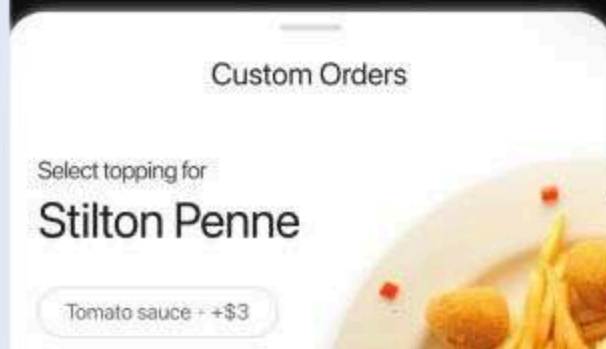 Custom Orders
Select topping for
Stilton Penne
Tomato sauce - +$3